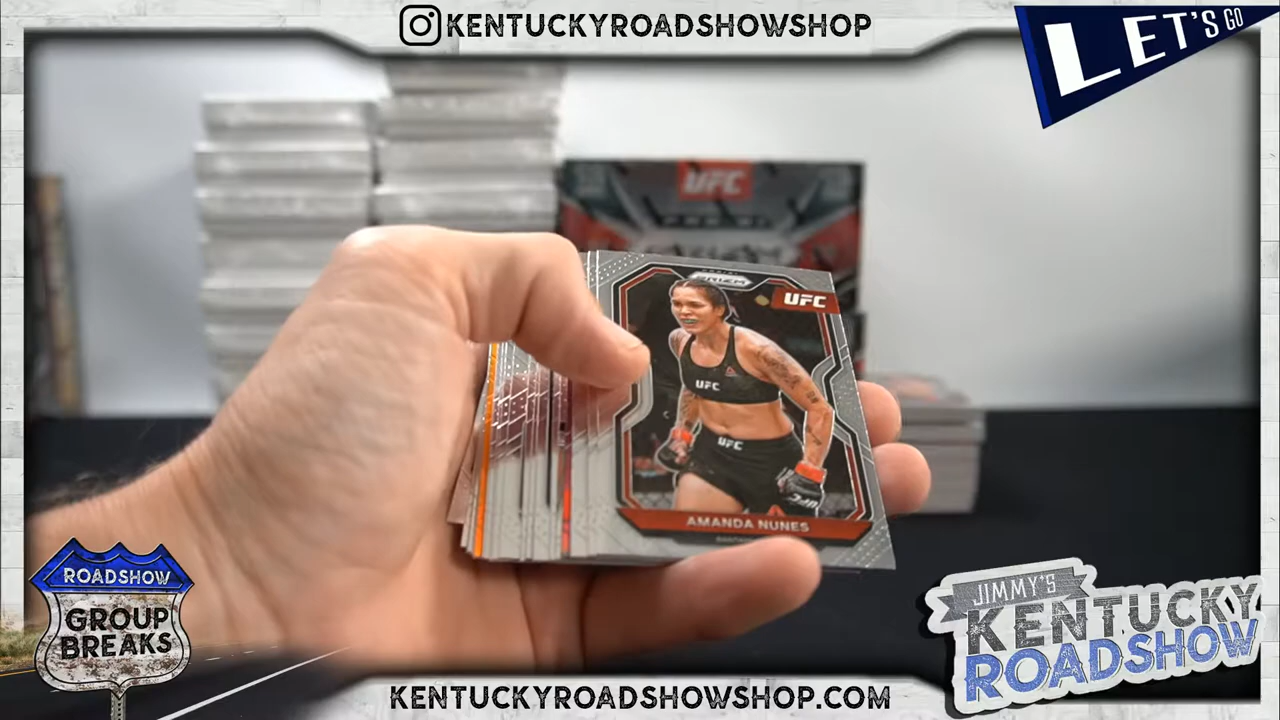 KENTUCKYROADSHOWSHOP
LET'S GO
UFC
PRIZM
UFC
UFC
UFC
AMANDA NUNES
ROADSHOW
GROUP
BREAKS
JIMMY'S
KENTUCKY
ROADSHOW
KENTUCKYROADSHOWSHOP.COM